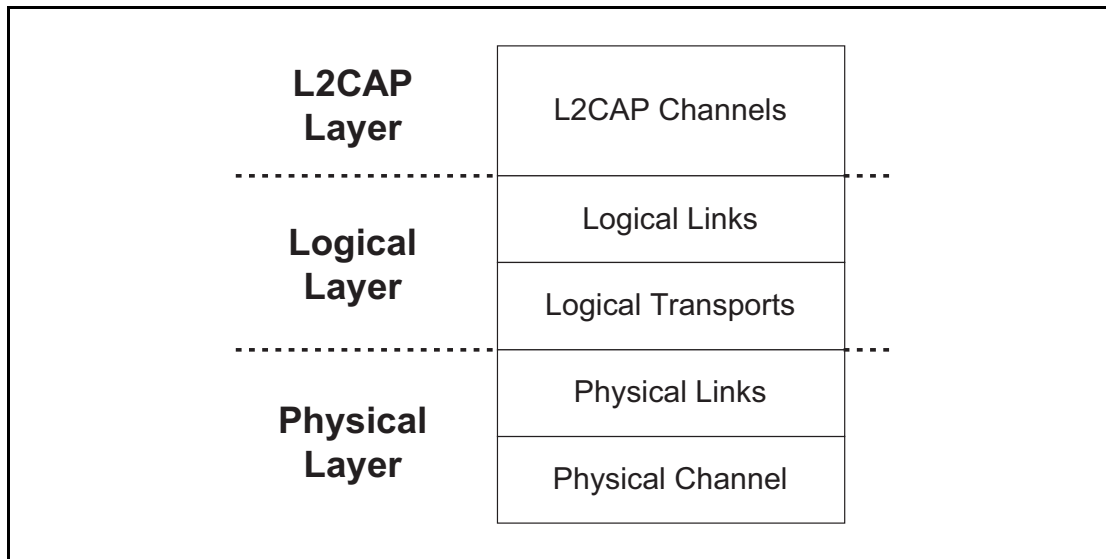 L2CAP
Layer
L2CAP Channels
Logical
Layer
Logical Links
Logical Transports
Physical
Layer
Physical Links
Physical Channel